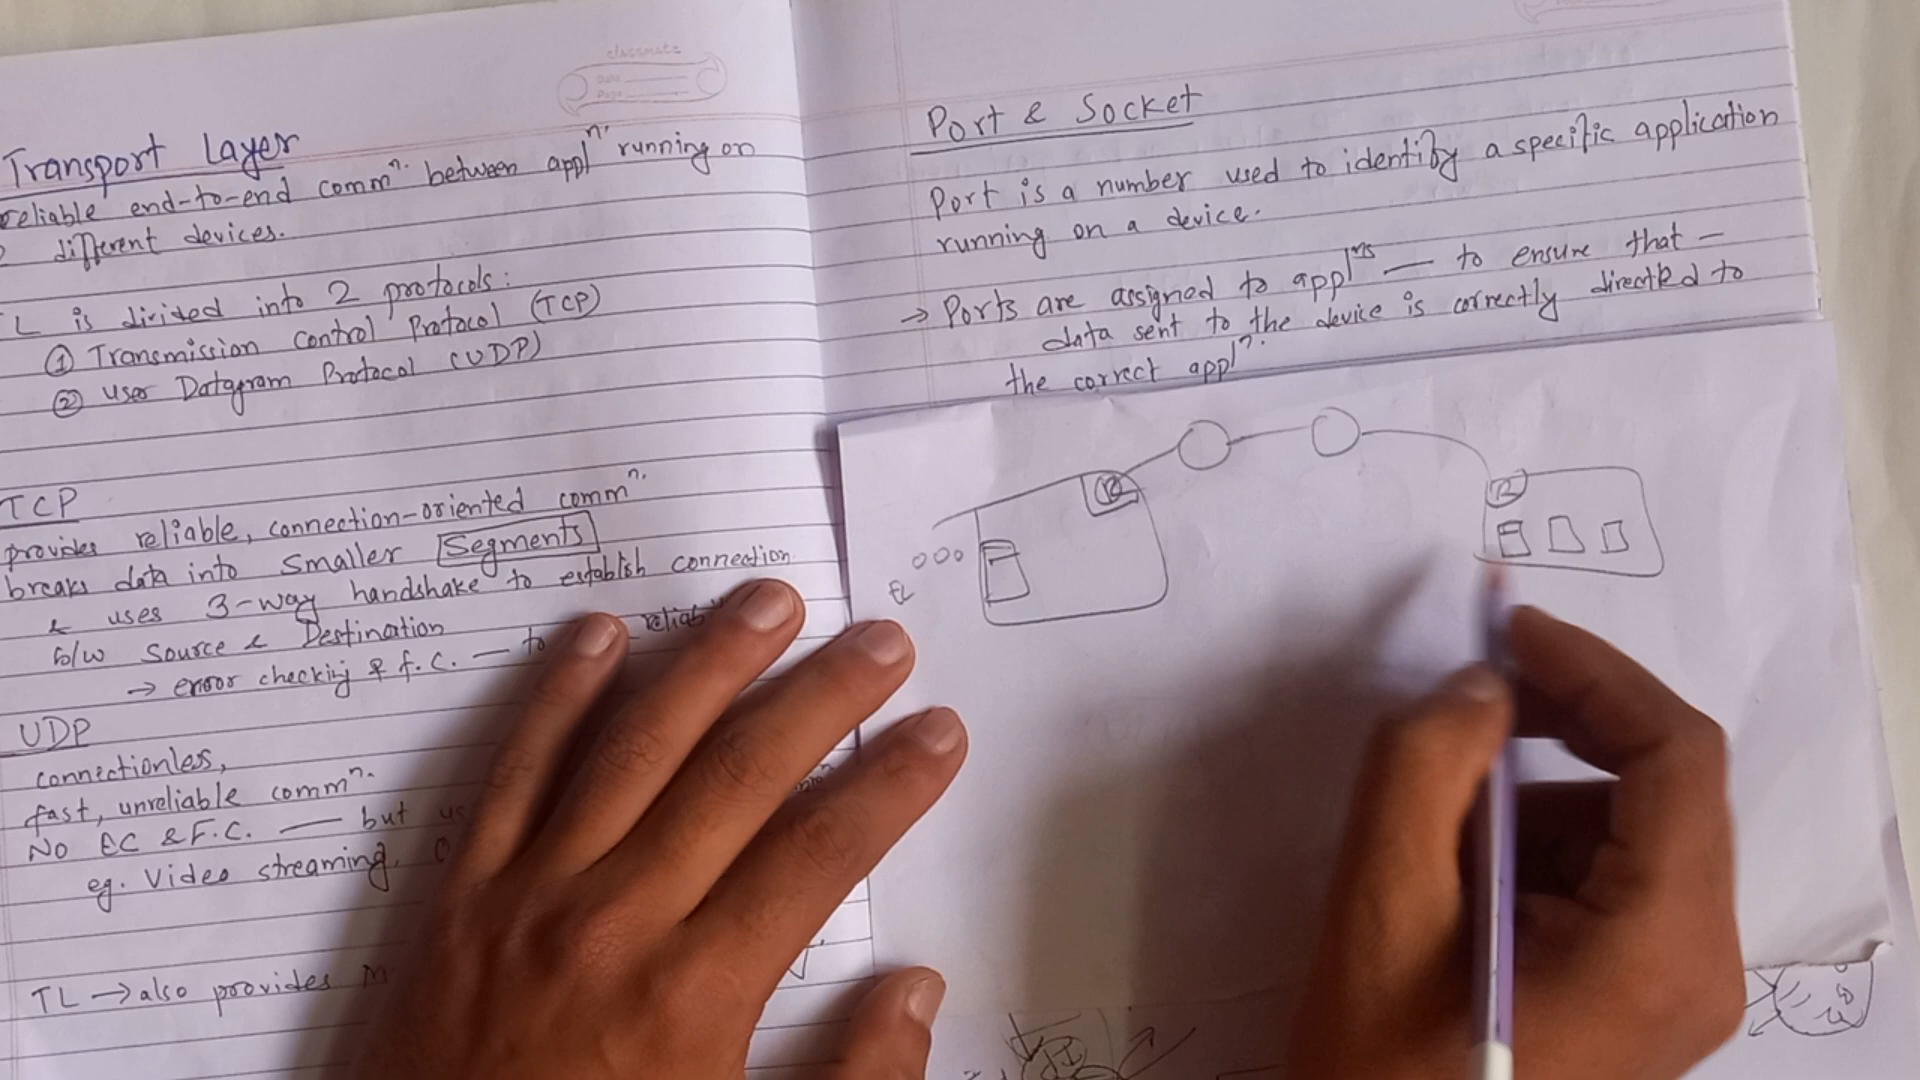 classmate
Date
Page
Transport Layer
reliable end-to-end commⁿ. between applⁿ. running on
different devices.
TL is divided into 2 protocols:
① Transmission control Protocol (TCP)
② User Datagram Protocol (UDP)
TCP
provides reliable, connection-oriented commⁿ.
breaks data into smaller Segments
& uses 3-way handshake to establish connection
b/w Source & Destination
→ error checking & f.C. — to
UDP
connectionless,
fast, unreliable commⁿ.
No EC & F.C. — but
eg. Video streaming,
TL → also provides
Port & Socket
Port is a number used to identify a specific application
running on a device.
→ Ports are assigned to applⁿˢ — to ensure that —
data sent to the device is correctly directed to
the correct applⁿ.
R
R